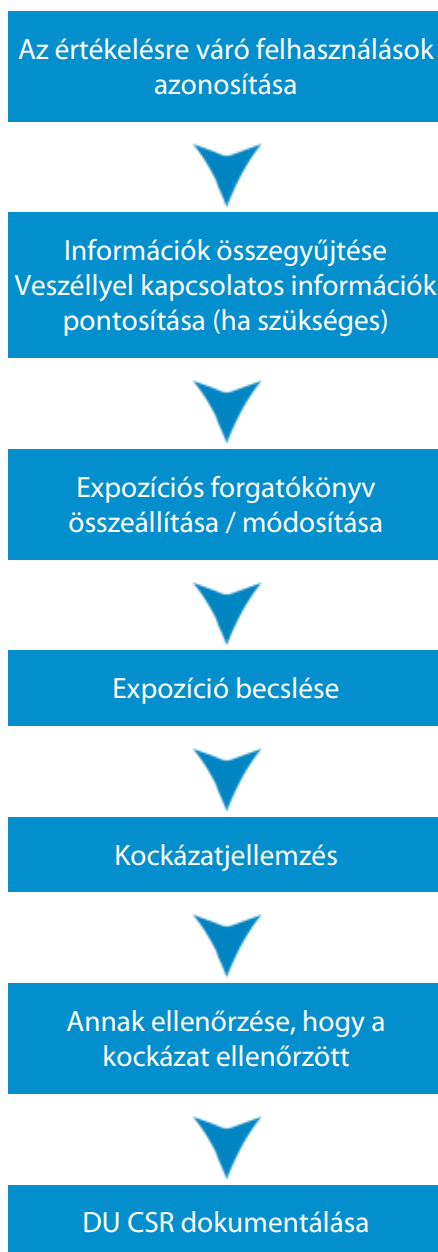 Az értékelésre váró felhasználások
azonosítása
Információk összegyűjtése
Veszéllyel kapcsolatos információk
pontosítása (ha szükséges)
Expozíciós forgatókönyv
összeállítása / módosítása
Expozíció becslése
Kockázatjellemzés
Annak ellenőrzése, hogy a
kockázat ellenőrzött
DU CSR dokumentálása